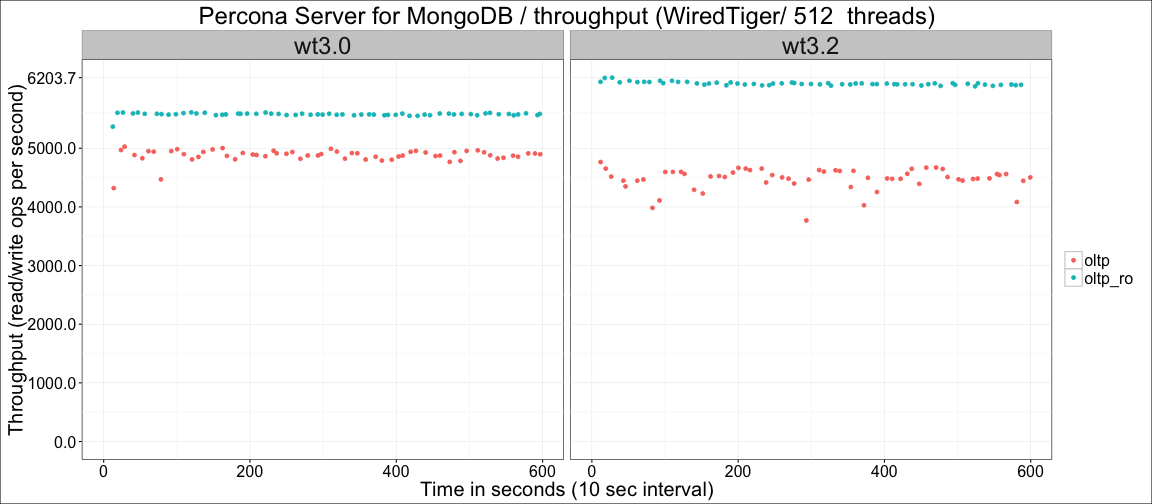 Percona Server for MongoDB / throughput (WiredTiger/ 512  threads)
wt3.0
wt3.2
Throughput (read/write ops per second)
6203.7
5000.0
4000.0
3000.0
2000.0
1000.0
0.0
0
200
400
600
0
200
400
600
Time in seconds (10 sec interval)
oltp
oltp_ro